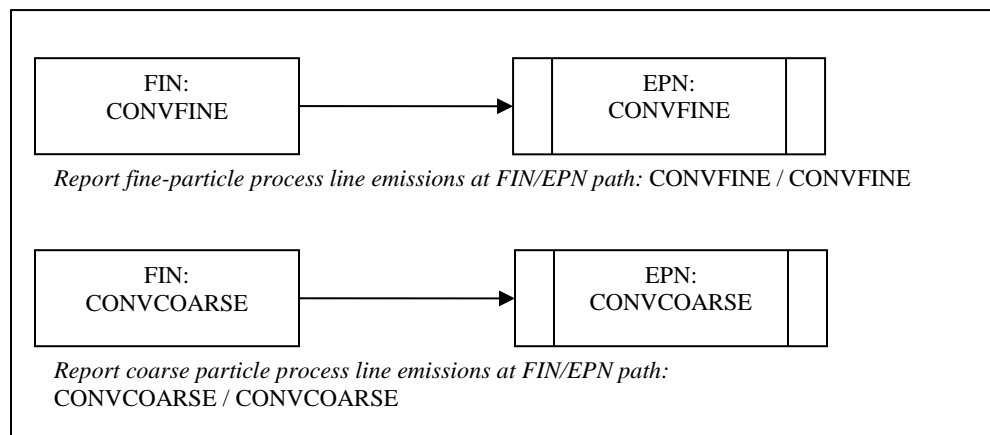 FIN:
CONVFINE
EPN:
CONVFINE
Report fine-particle process line emissions at FIN/EPN path: CONVFINE / CONVFINE
FIN:
CONVCOARSE
EPN:
CONVCOARSE
Report coarse particle process line emissions at FIN/EPN path:
CONVCOARSE / CONVCOARSE